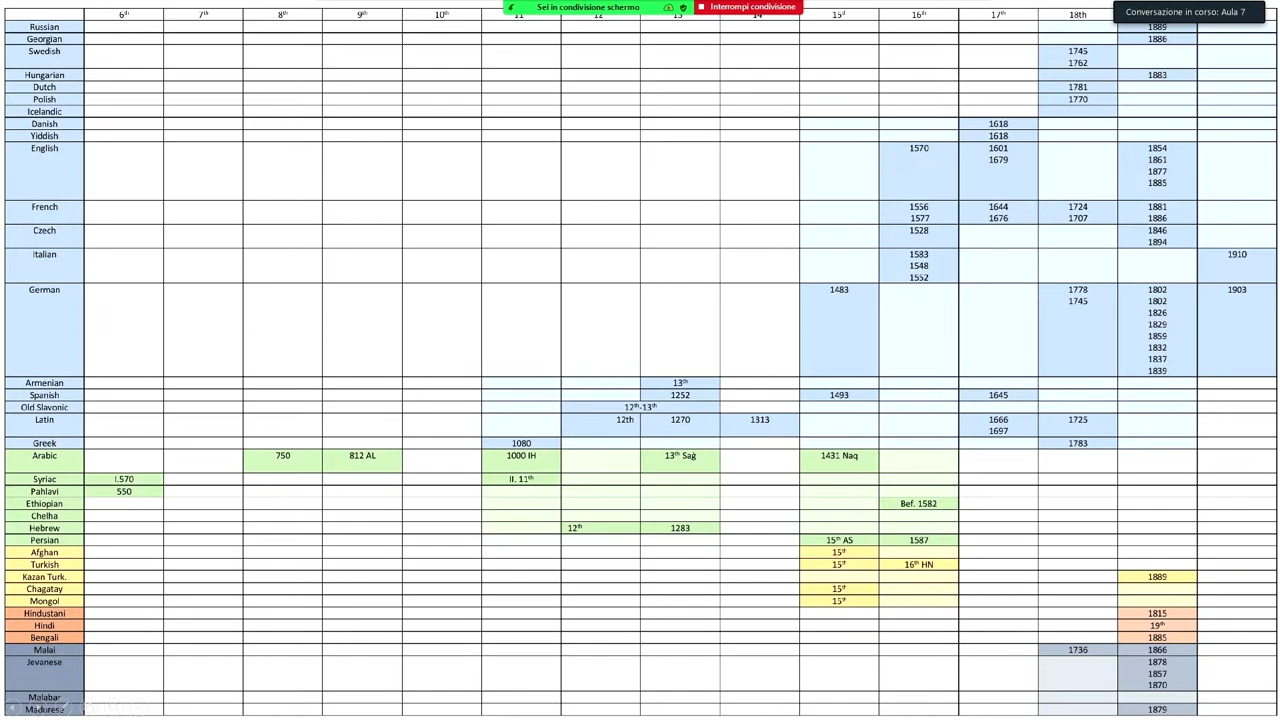 Sei in condivisione schermo
Interrompi condivisione
Conversazione in corso: Aula 7
6th 7th 8th 9th 10th 11 12 13 14 15d 16th 17th 18th
Russian 1889
Georgian 1886
Swedish 1745
1762
Hungarian 1883
Dutch 1781
Polish 1770
Icelandic
Danish 1618
Yiddish 1618
English 1570 1601 1854
1679 1861
1877
1885
French 1556 1644 1724 1881
1577 1676 1707 1886
Czech 1528 1846
1894
Italian 1583 1910
1548
1552
German 1483 1778 1802 1903
1745 1802
1826
1829
1859
1832
1837
1839
Armenian 13th
Spanish 1252 1493 1645
Old Slavonic 12th-13th
Latin 12th 1270 1313 1666 1725
1697
Greek 1080 1783
Arabic 750 812 AL 1000 IH 13th Saġ 1431 Naq
Syriac I.570 II. 11th
Pahlavi 550
Ethiopian Bef. 1582
Chelha
Hebrew 12th 1283
Persian 15th AS 1587
Afghan 15th
Turkish 15th 16th HN
Kazan Turk. 1889
Chagatay 15th
Mongol 15th
Hindustani 1815
Hindi 19th
Bengali 1885
Malai 1736 1866
Jevanese 1878
1857
1870
Malabar
Madurese 1879